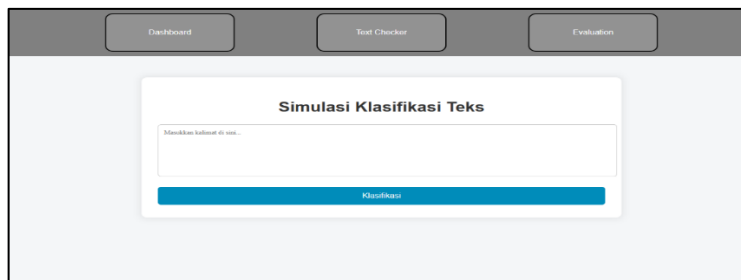 Dashboard
Text Checker
Evaluation
Simulasi Klasifikasi Teks
Masukkan kalimat di sini...
Klasifikasi